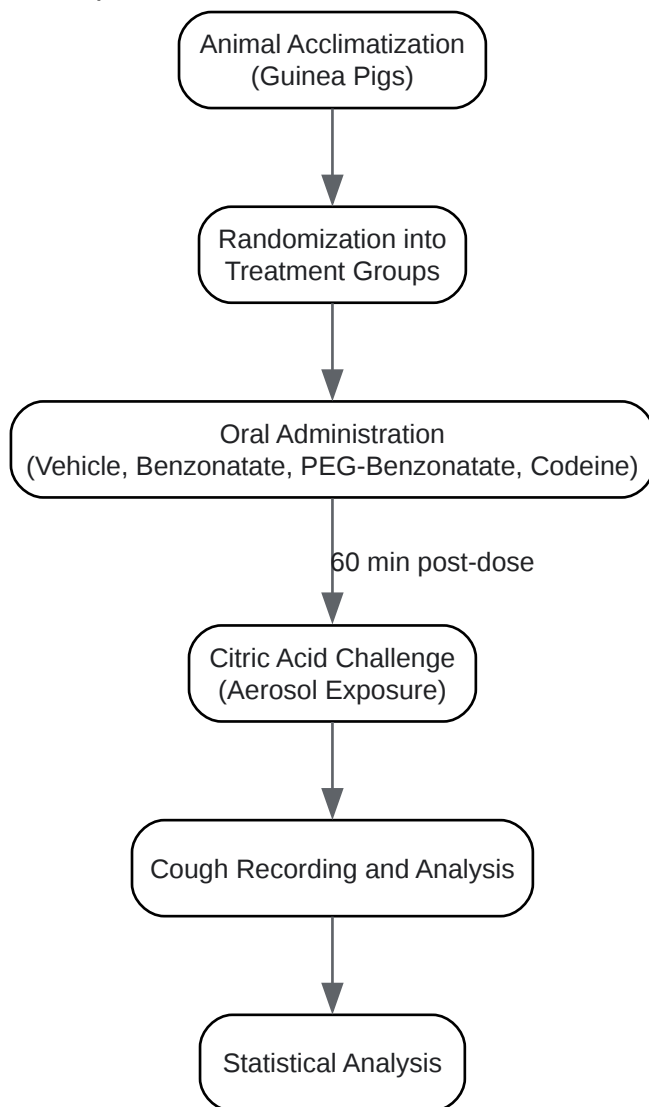 Animal Acclimatization
(Guinea Pigs)
Randomization into
Treatment Groups
Oral Administration
(Vehicle, Benzonatate, PEG-Benzonatate, Codeine)
60 min post-dose
Citric Acid Challenge
(Aerosol Exposure)
Cough Recording and Analysis
Statistical Analysis